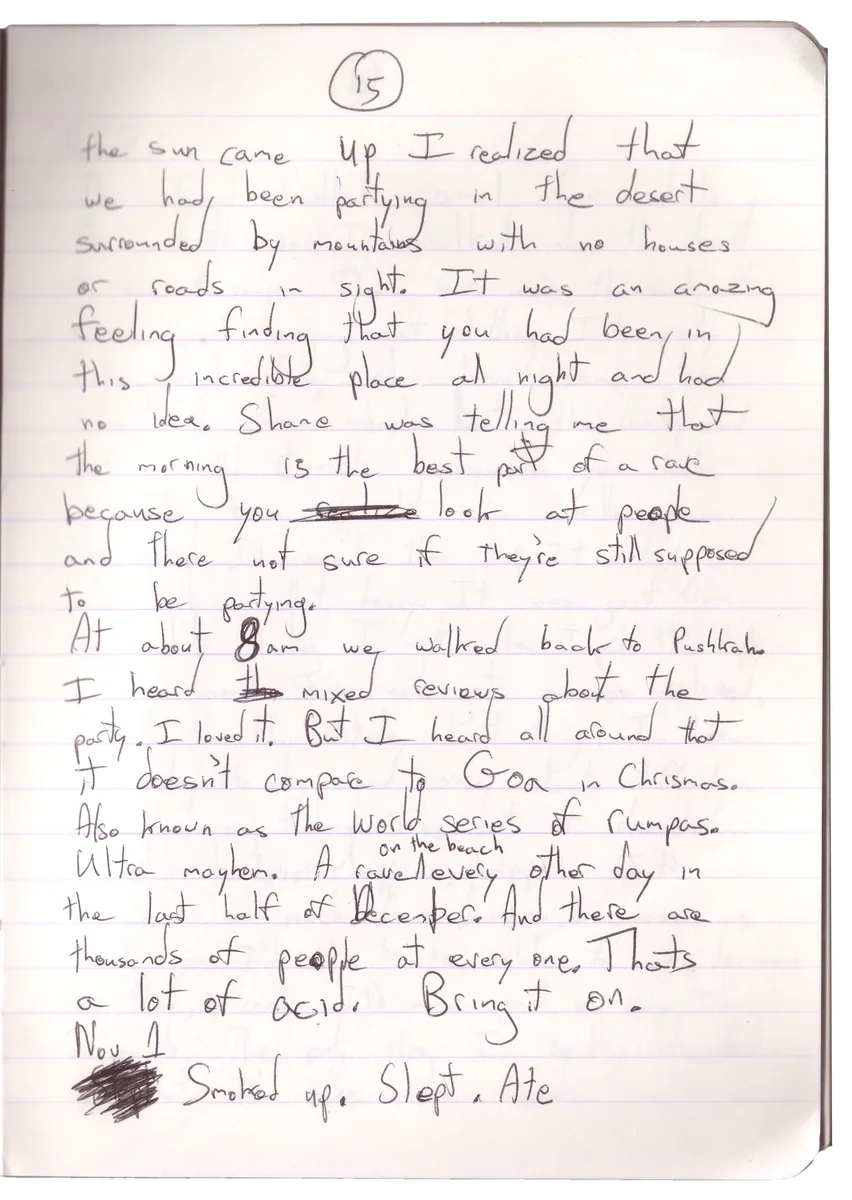 15
the sun came up I realized that
we had been partying in the desert
surrounded by mountains with no houses
or roads in sight. It was an amazing
feeling finding that you had been in
this incredible place all night and had
no idea. Shane was telling me that
the morning is the best part of a rave
because you realize look at people
and there not sure if they're still supposed
to be partying.
At about 8am we walked back to Pushkah.
I heard the mixed reviews about the
party. I loved it. But I heard all around that
it doesn't compare to Goa in Chrismas.
Also known as the world series of rumpas.
on the beach
Ultra mayhem. A rave every other day in
the last half of December. And there are
thousands of people at every one. Thats
a lot of acid. Bring it on.
Nov 1
Smoked up. Slept. Ate